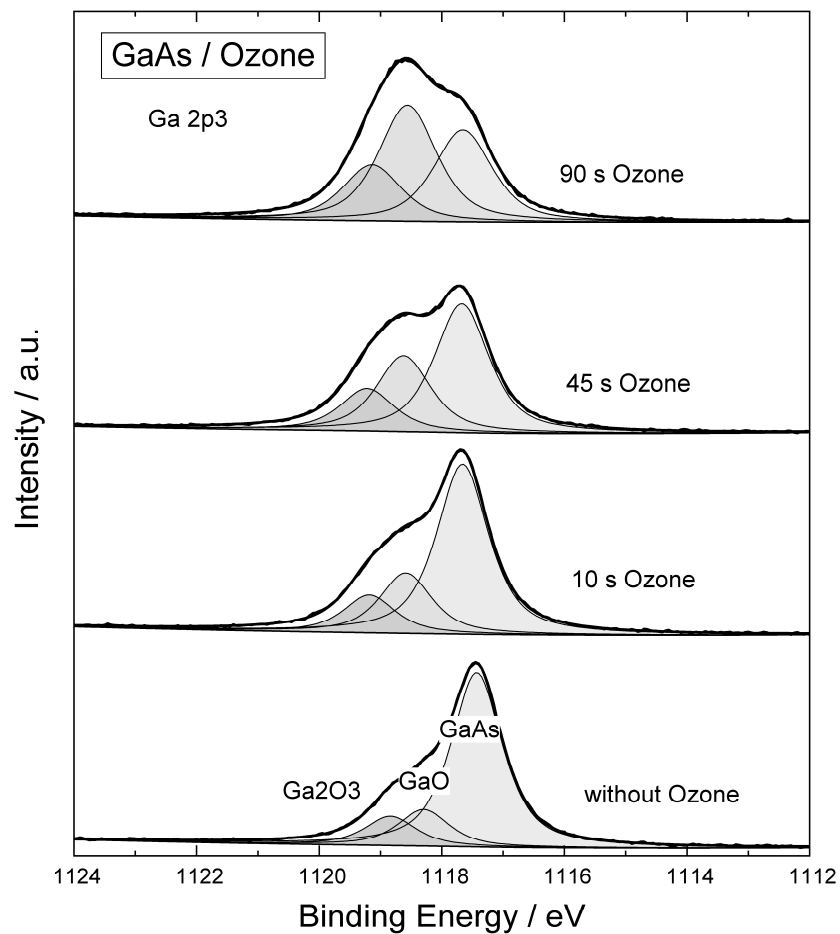 GaAs / Ozone
Ga 2p3
90 s Ozone
45 s Ozone
10 s Ozone
GaAs
GaO
Ga2O3
without Ozone
Intensity / a.u.
1124 1122 1120 1118 1116 1114 1112
Binding Energy / eV